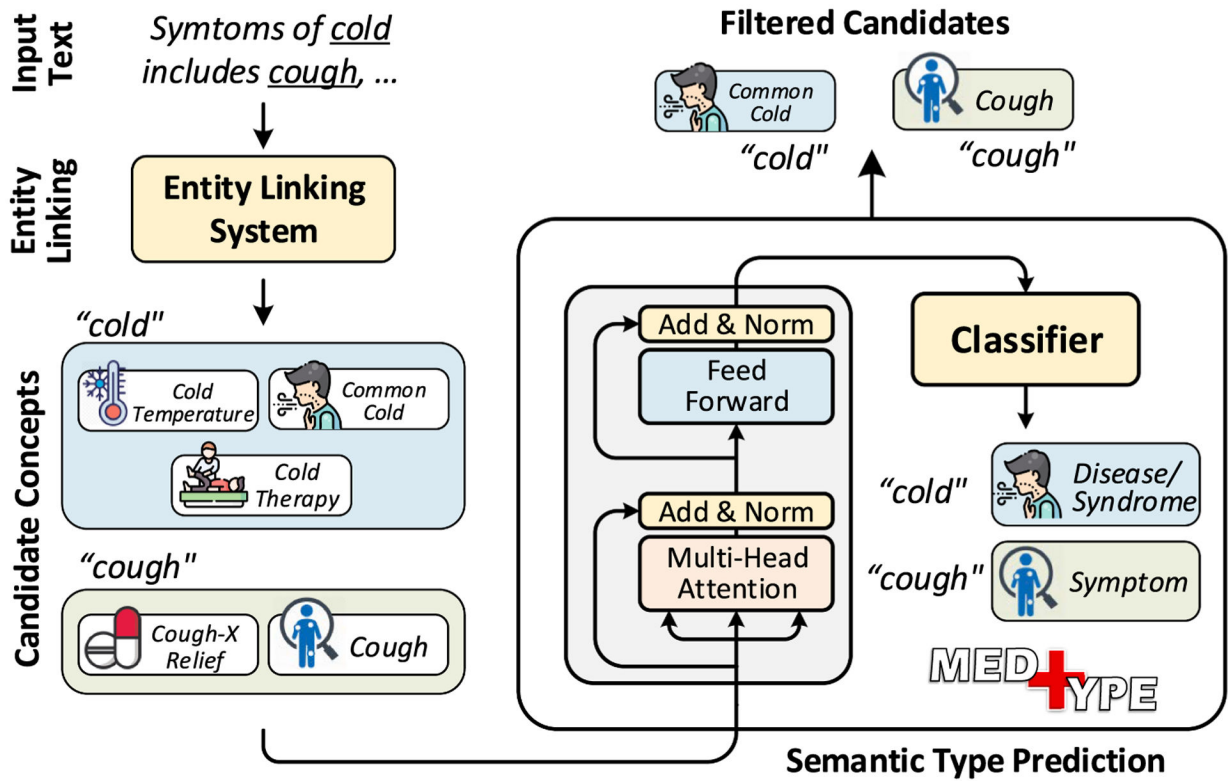 Input
Text
Symtoms of cold
includes cough, ...
Entity
Linking
Entity Linking
System
Candidate Concepts
“cold"
Cold
Temperature
Common
Cold
Cold
Therapy
“cough"
Cough-X
Relief
Cough
Filtered Candidates
Common
Cold
“cold"
Cough
“cough"
Add & Norm
Feed
Forward
Add & Norm
Multi-Head
Attention
Classifier
“cold"
Disease/
Syndrome
“cough"
Symptom
MED
TYPE
Semantic Type Prediction